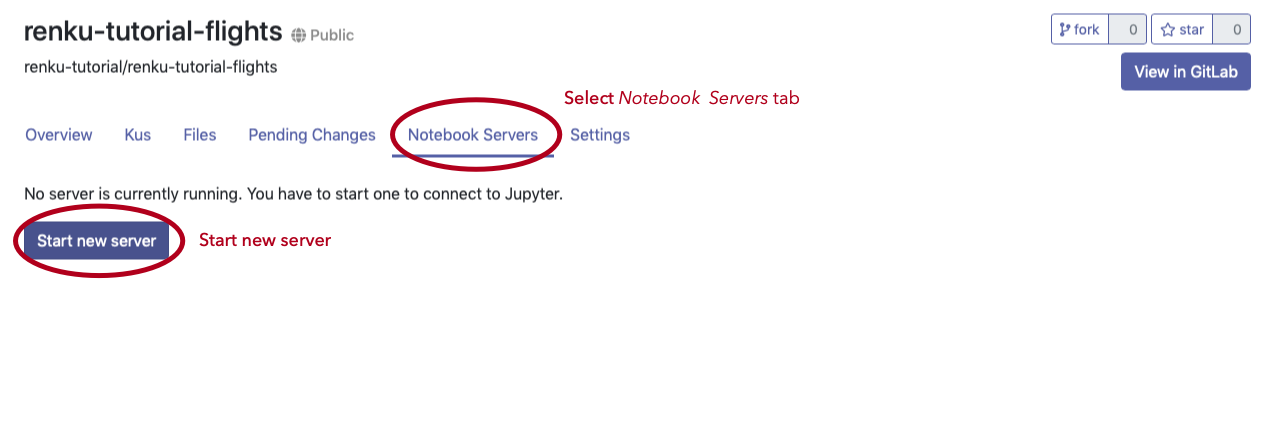 renku-tutorial-flights Public
fork 0 star 0
renku-tutorial/renku-tutorial-flights
View in GitLab
Select Notebook Servers tab
Overview Kus Files Pending Changes Notebook Servers Settings
No server is currently running. You have to start one to connect to Jupyter.
Start new server Start new server